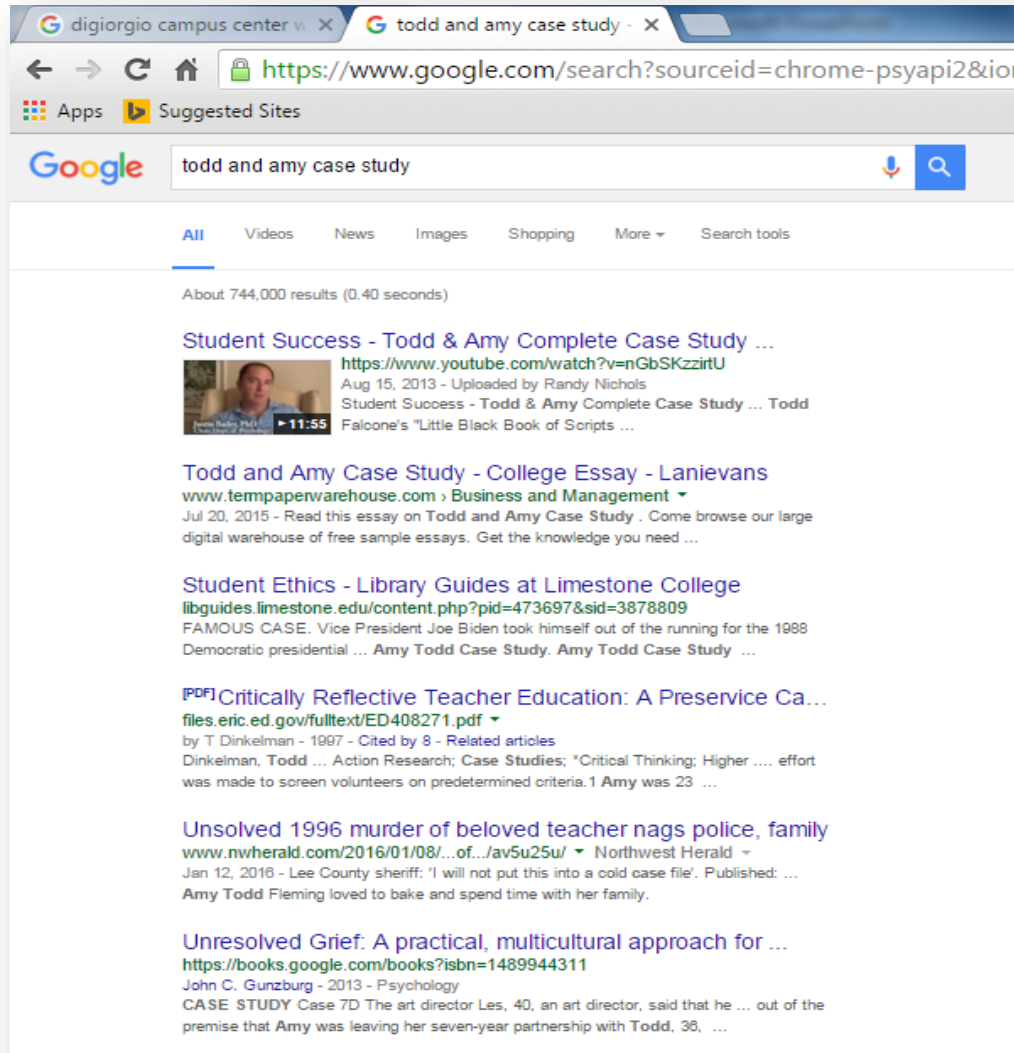 digiorgio campus center w
todd and amy case study -
https://www.google.com/search?sourceid=chrome-psyapi2&ion
Apps Suggested Sites
Google todd and amy case study
All Videos News Images Shopping More Search tools
About 744,000 results (0.40 seconds)
Student Success - Todd & Amy Complete Case Study ...
https://www.youtube.com/watch?v=nGbSKzzirtU
Aug 15, 2013 - Uploaded by Randy Nichols
Student Success - Todd & Amy Complete Case Study ... Todd
Falcone's "Little Black Book of Scripts ...
11:55
Todd and Amy Case Study - College Essay - Lanievans
www.termpaperwarehouse.com › Business and Management
Jul 20, 2015 - Read this essay on Todd and Amy Case Study . Come browse our large
digital warehouse of free sample essays. Get the knowledge you need ...
Student Ethics - Library Guides at Limestone College
libguides.limestone.edu/content.php?pid=473697&sid=3878809
FAMOUS CASE. Vice President Joe Biden took himself out of the running for the 1988
Democratic presidential ... Amy Todd Case Study. Amy Todd Case Study ...
[PDF] Critically Reflective Teacher Education: A Preservice Ca...
files.eric.ed.gov/fulltext/ED408271.pdf
by T Dinkelman - 1997 - Cited by 8 - Related articles
Dinkelman, Todd ... Action Research; Case Studies; *Critical Thinking; Higher .... effort
was made to screen volunteers on predetermined criteria.1 Amy was 23 ...
Unsolved 1996 murder of beloved teacher nags police, family
www.nwherald.com/2016/01/08/...of.../av5u25u/ Northwest Herald
Jan 12, 2016 - Lee County sheriff: 'I will not put this into a cold case file'. Published: ...
Amy Todd Fleming loved to bake and spend time with her family.
Unresolved Grief: A practical, multicultural approach for ...
https://books.google.com/books?isbn=1489944311
John C. Gunzburg - 2013 - Psychology
CASE STUDY Case 7D The art director Les, 40, an art director, said that he ... out of the
premise that Amy was leaving her seven-year partnership with Todd, 36, ...